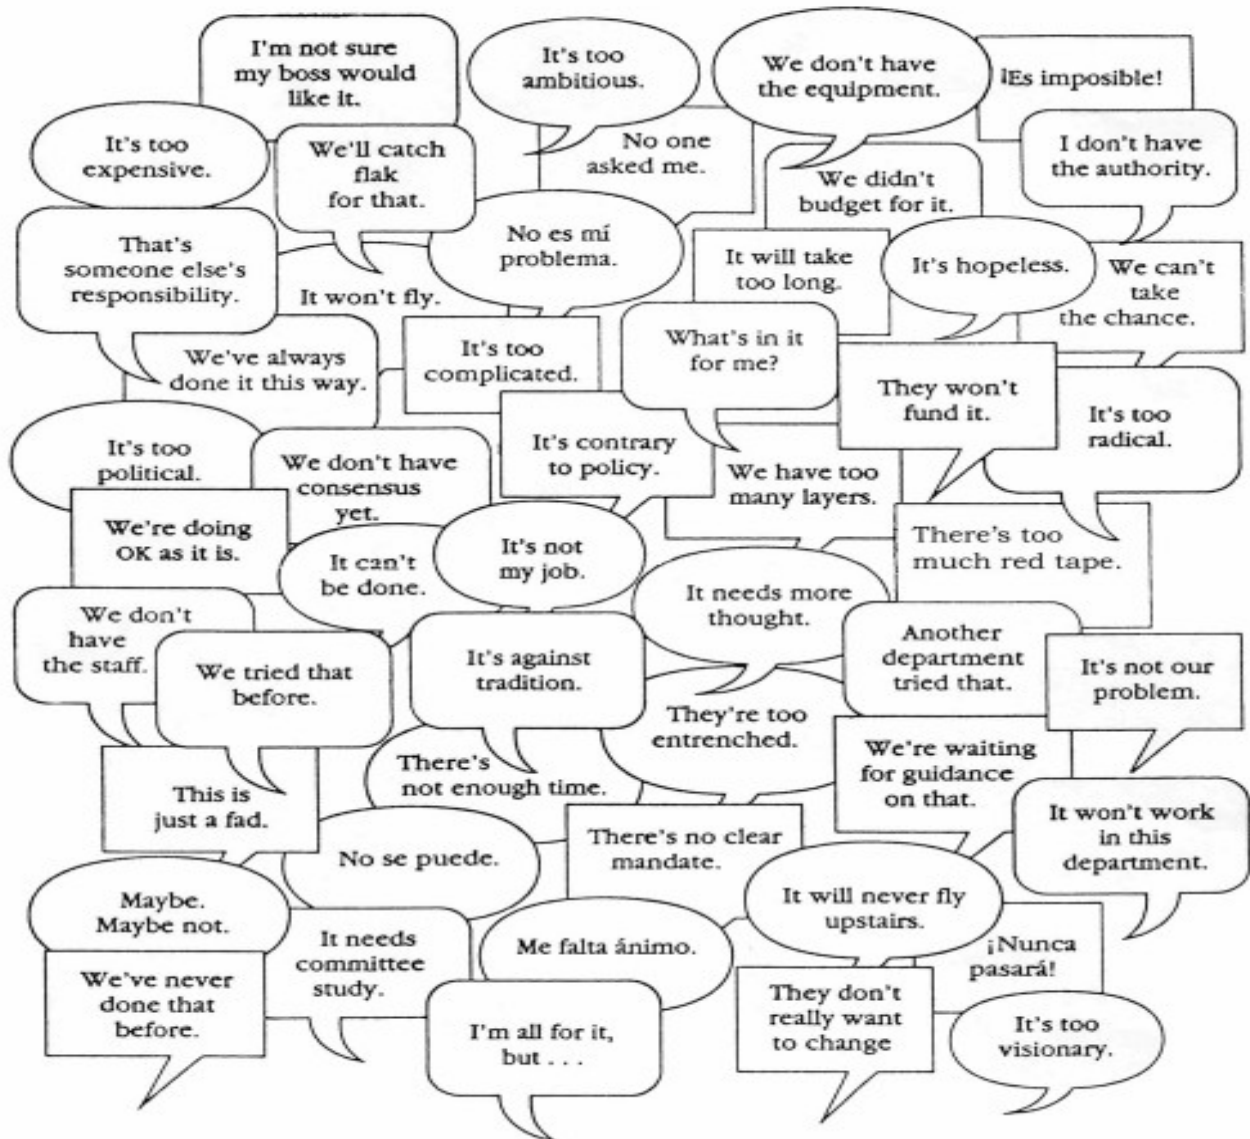 I'm not sure
my boss would
like it.
It's too
ambitious.
We don't have
the equipment.
¡Es imposible!
It's too
expensive.
We'll catch
flak
for that.
No one
asked me.
We didn't
budget for it.
I don't have
the authority.
That's
someone else's
responsibility.
It won't fly.
No es mí
problema.
It will take
too long.
It's hopeless.
We can't
take
the chance.
We've always
done it this way.
It's too
complicated.
What's in it
for me?
They won't
fund it.
It's too
radical.
It's too
political.
We don't have
consensus
yet.
It's contrary
to policy.
We have too
many layers.
We're doing
OK as it is.
It can't
be done.
It's not
my job.
It needs more
thought.
There's too
much red tape.
We don't
have
the staff.
We tried that
before.
It's against
tradition.
They're too
entrenched.
Another
department
tried that.
It's not our
problem.
This is
just a fad.
There's
not enough time.
We're waiting
for guidance
on that.
It won't work
in this
department.
No se puede.
There's no clear
mandate.
Maybe.
Maybe not.
It needs
committee
study.
Me falta ánimo.
It will never fly
upstairs.
¡Nunca
pasará!
We've never
done that
before.
I'm all for it,
but . . .
They don't
really want
to change
It's too
visionary.